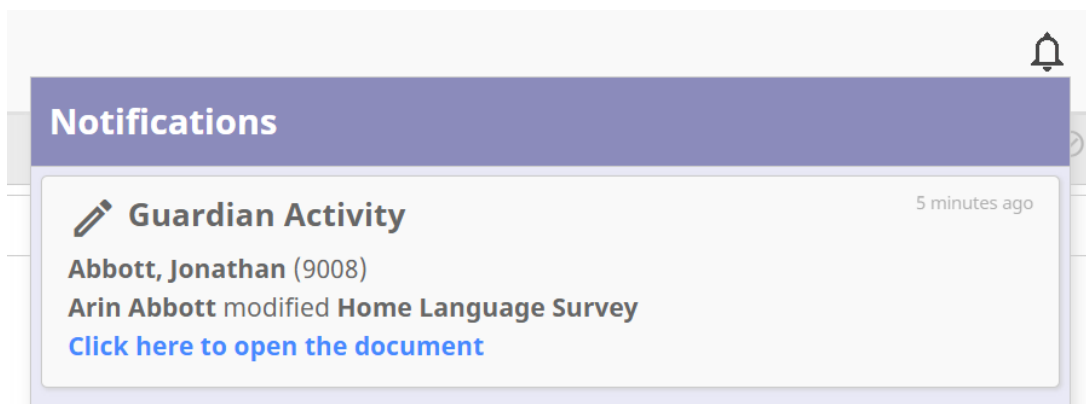 Notifications
Guardian Activity
5 minutes ago
Abbott, Jonathan (9008)
Arin Abbott modified Home Language Survey
Click here to open the document